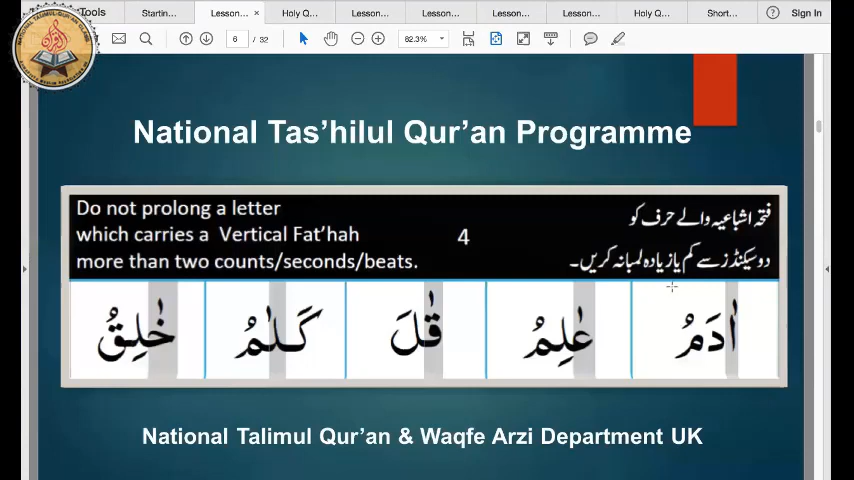 Tools
Startin...
Lesson... ×
Holy Q...
Lesson...
Lesson...
Lesson...
Lesson...
Holy Q...
Short...
Sign In
6 / 32
82.3%
National Tas’hilul Qur’an Programme
Do not prolong a letter
which carries a Vertical Fat’hah
more than two counts/seconds/beats.
4
فتحہ اشباعیہ والے حرف کو
دو سیکنڈز سے کم یا زیادہ لمبا نہ کریں۔
اٰدَمُ
عٰلِمُ
قٰلَ
كَـلٰمُ
خٰلِقُ
National Talimul Qur’an & Waqfe Arzi Department UK